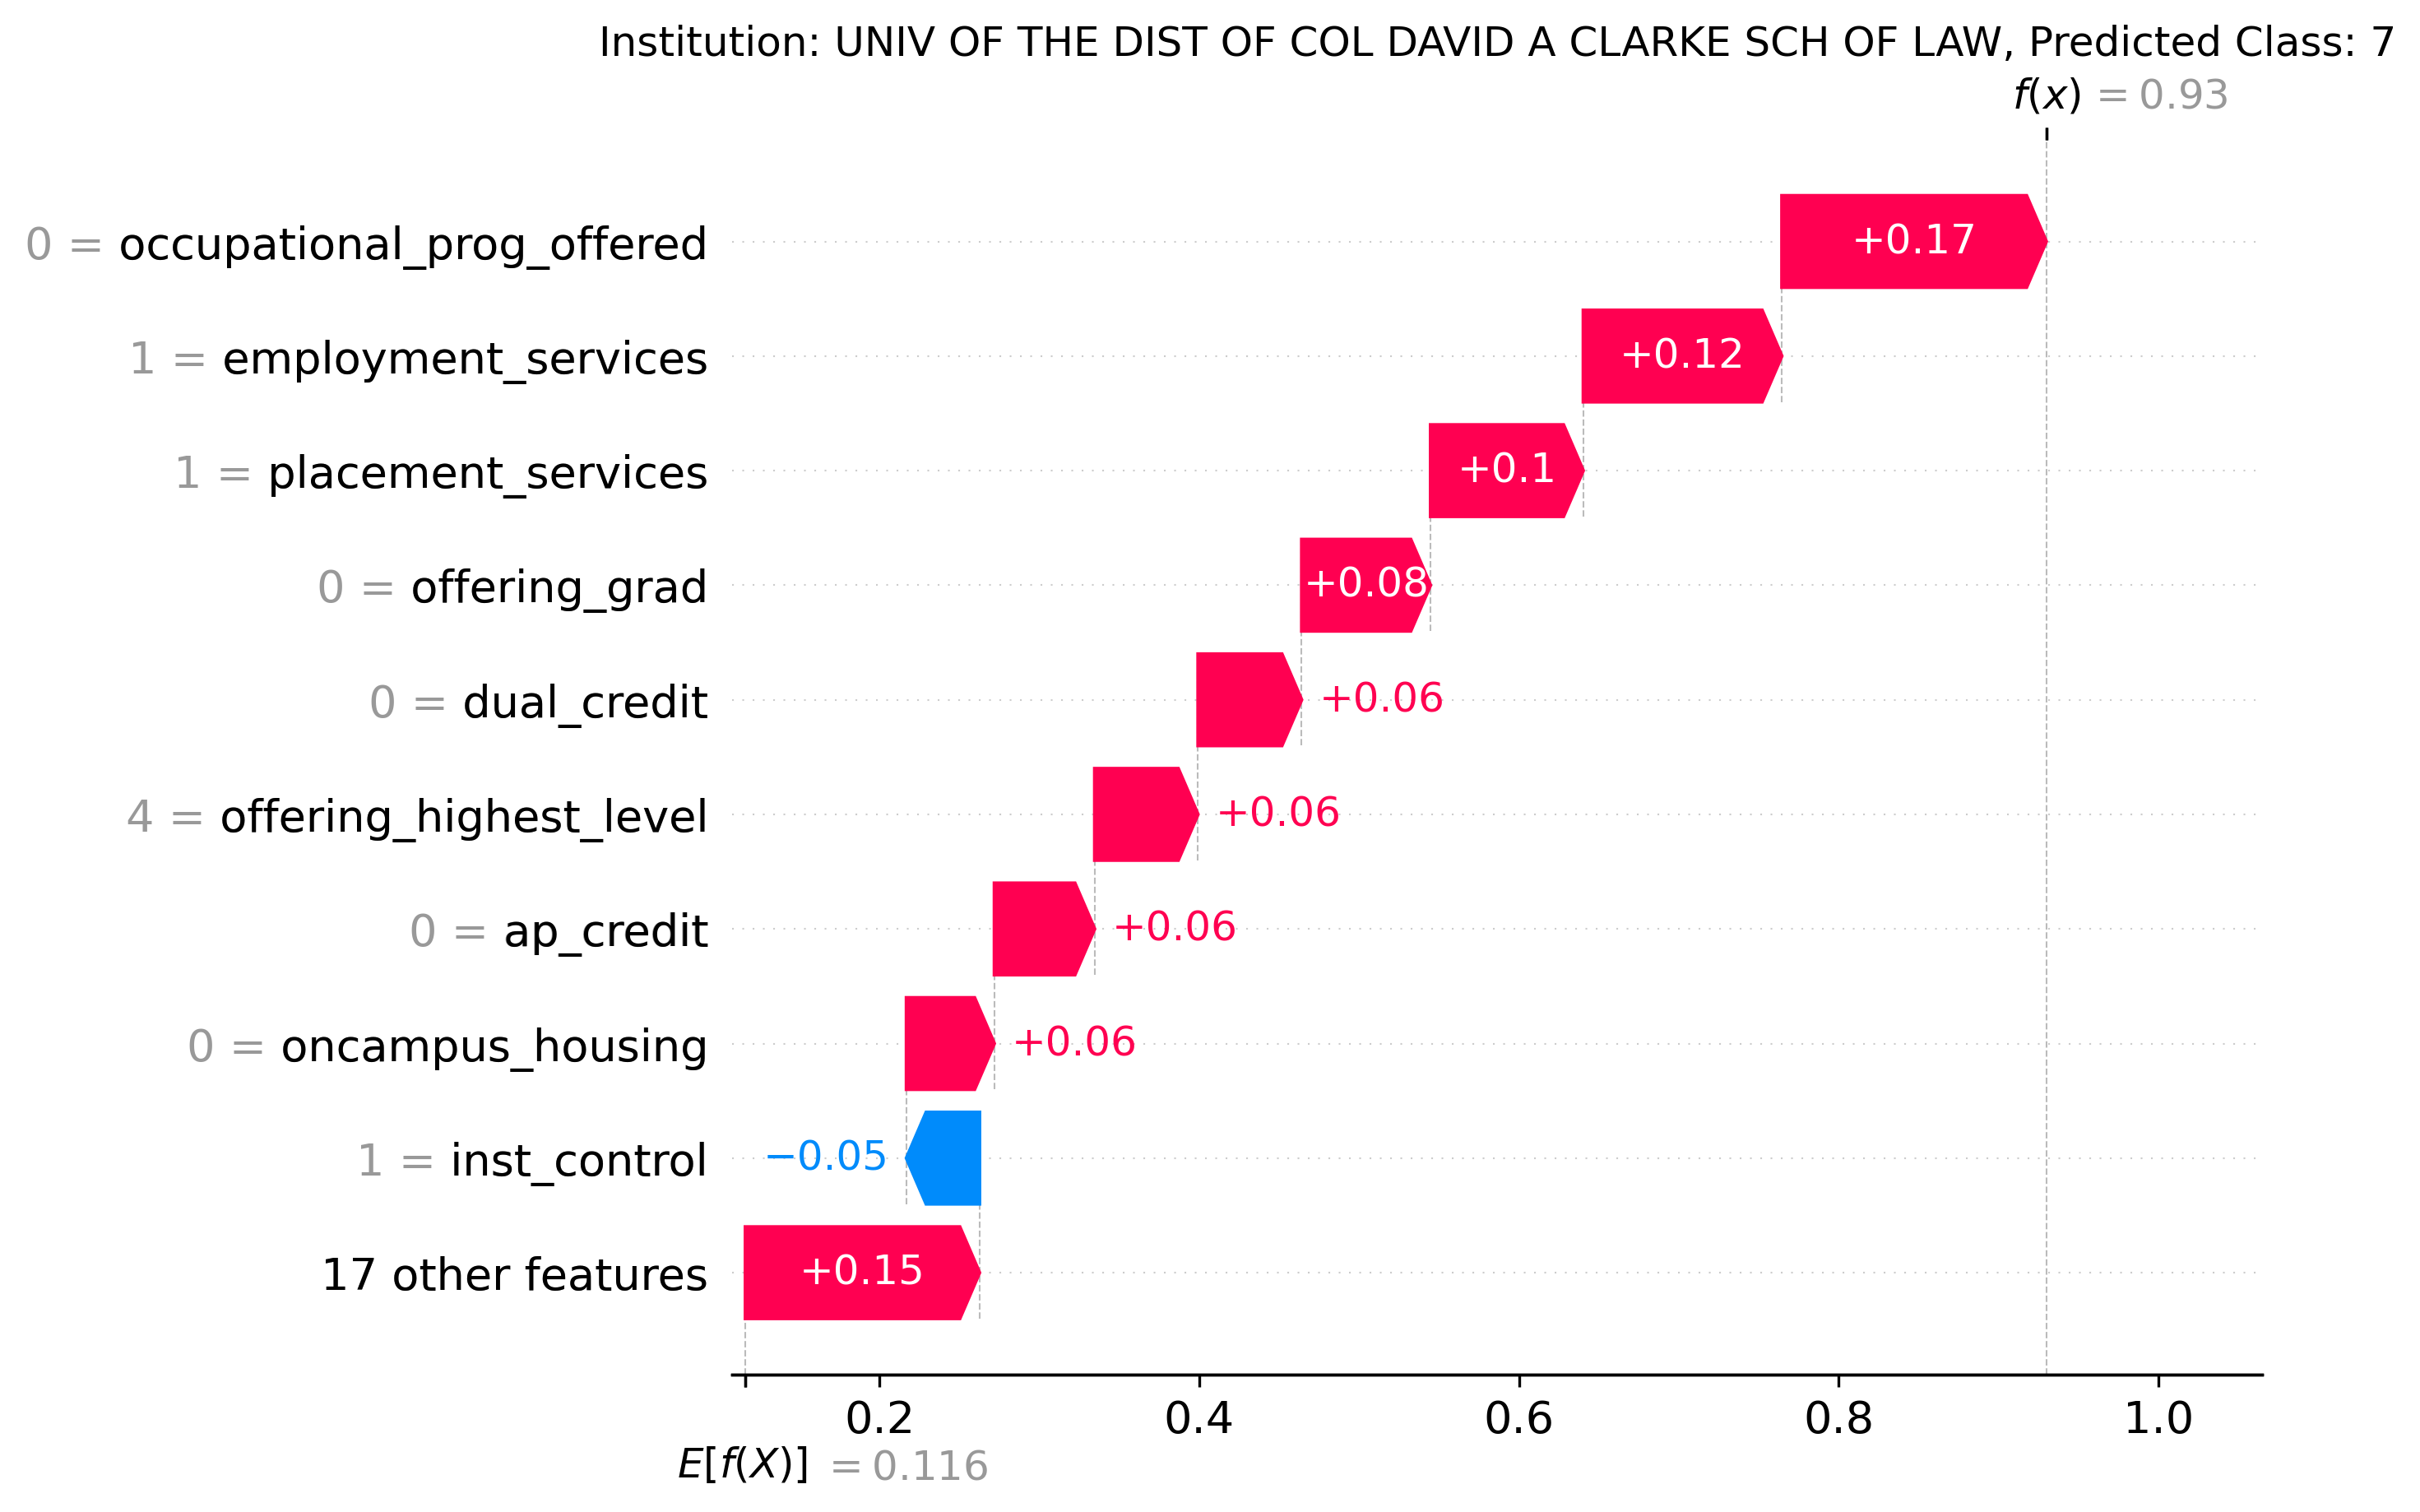 Institution: UNIV OF THE DIST OF COL DAVID A CLARKE SCH OF LAW, Predicted Class: 7
f(x) = 0.93
0 = occupational_prog_offered +0.17
1 = employment_services +0.12
1 = placement_services +0.1
0 = offering_grad +0.08
0 = dual_credit +0.06
4 = offering_highest_level +0.06
0 = ap_credit +0.06
0 = oncampus_housing +0.06
1 = inst_control −0.05
17 other features +0.15
0.2 0.4 0.6 0.8 1.0
E[f(X)] = 0.116